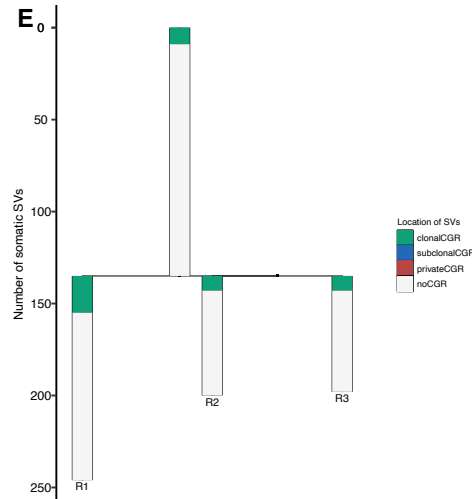 E
0
50
100
150
200
250
Number of somatic SVs
R1
R2
R3
Location of SVs
clonalCGR
subclonalCGR
privateCGR
noCGR